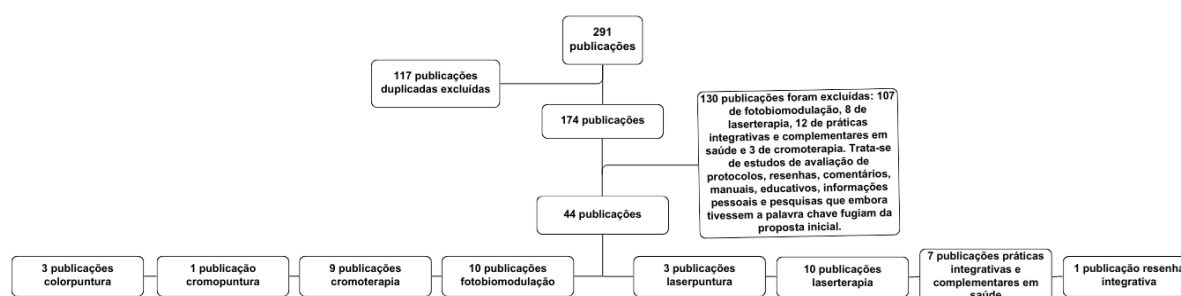 291
publicações
117 publicações
duplicadas excluídas
174 publicações
130 publicações foram excluídas: 107
de fotobiomodulação, 8 de
laserterapia, 12 de práticas
integrativas e complementares em
saúde e 3 de cromoterapia. Trata-se
de estudos de avaliação de
protocolos, resenhas, comentários,
manuais, educativos, informações
pessoais e pesquisas que embora
tivessem a palavra chave fugiam da
proposta inicial.
44 publicações
3 publicações
colorpuntura
1 publicação
cromopuntura
9 publicações
cromoterapia
10 publicações
fotobiomodulação
3 publicações
laserpuntura
10 publicações
laserterapia
7 publicações práticas
integrativas e
complementares em
saúde
1 publicação resenha
integrativa